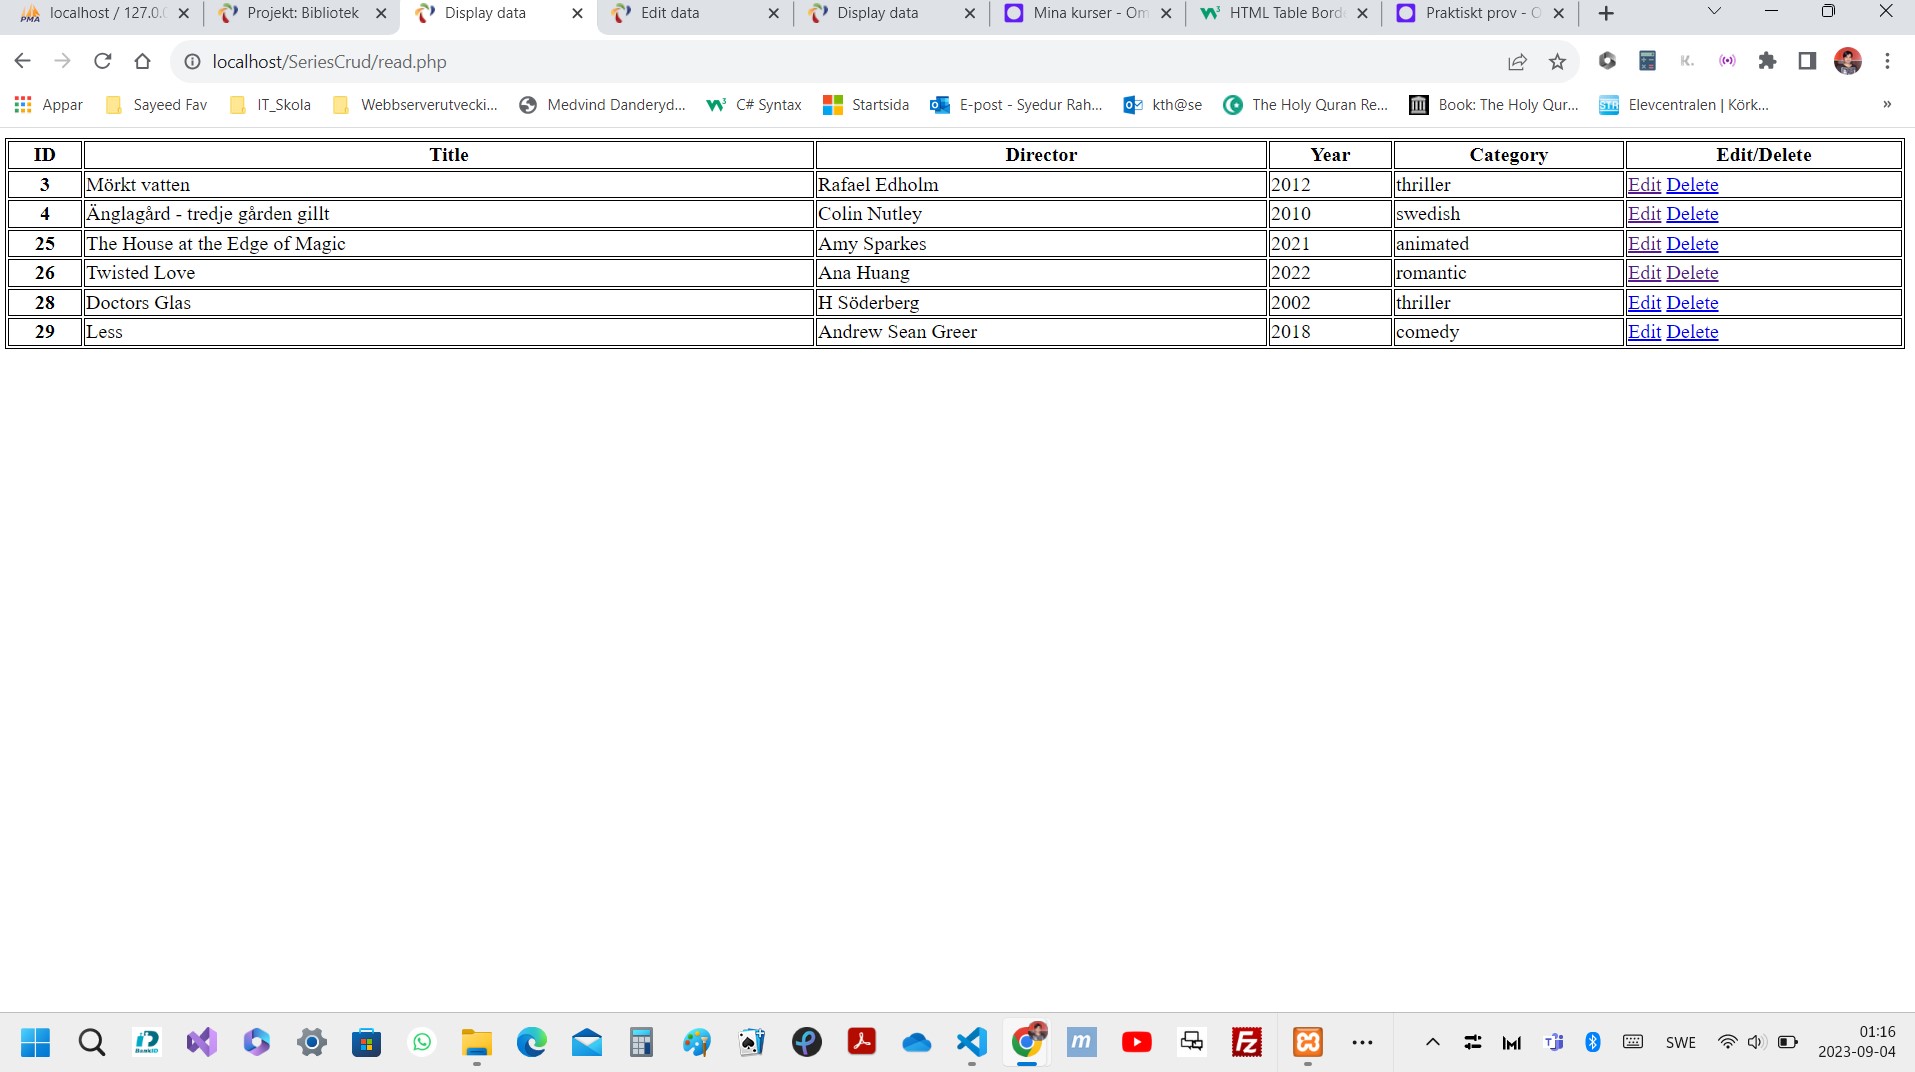 localhost / 127.0. Projekt: Bibliotek Display data Edit data Display data Mina kurser - Om HTML Table Borde Praktiskt prov - O
localhost/SeriesCrud/read.php K.
Appar Sayeed Fav IT_Skola Webbserverutvecki... Medvind Danderyd... C# Syntax Startsida E-post - Syedur Rah... kth@se The Holy Quran Re... Book: The Holy Qur... Elevcentralen | Körk... »
ID Title Director Year Category Edit/Delete
3 Mörkt vatten Rafael Edholm 2012 thriller Edit Delete
4 Änglagård - tredje gården gillt Colin Nutley 2010 swedish Edit Delete
25 The House at the Edge of Magic Amy Sparkes 2021 animated Edit Delete
26 Twisted Love Ana Huang 2022 romantic Edit Delete
28 Doctors Glas H Söderberg 2002 thriller Edit Delete
29 Less Andrew Sean Greer 2018 comedy Edit Delete
SWE 01:16
2023-09-04